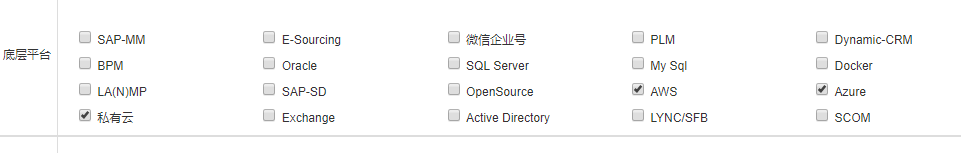 SAP-MM E-Sourcing 微信企业号 PLM Dynamic-CRM
底层平台
BPM Oracle SQL Server My Sql Docker
LA(N)MP SAP-SD OpenSource AWS Azure
私有云 Exchange Active Directory LYNC/SFB SCOM